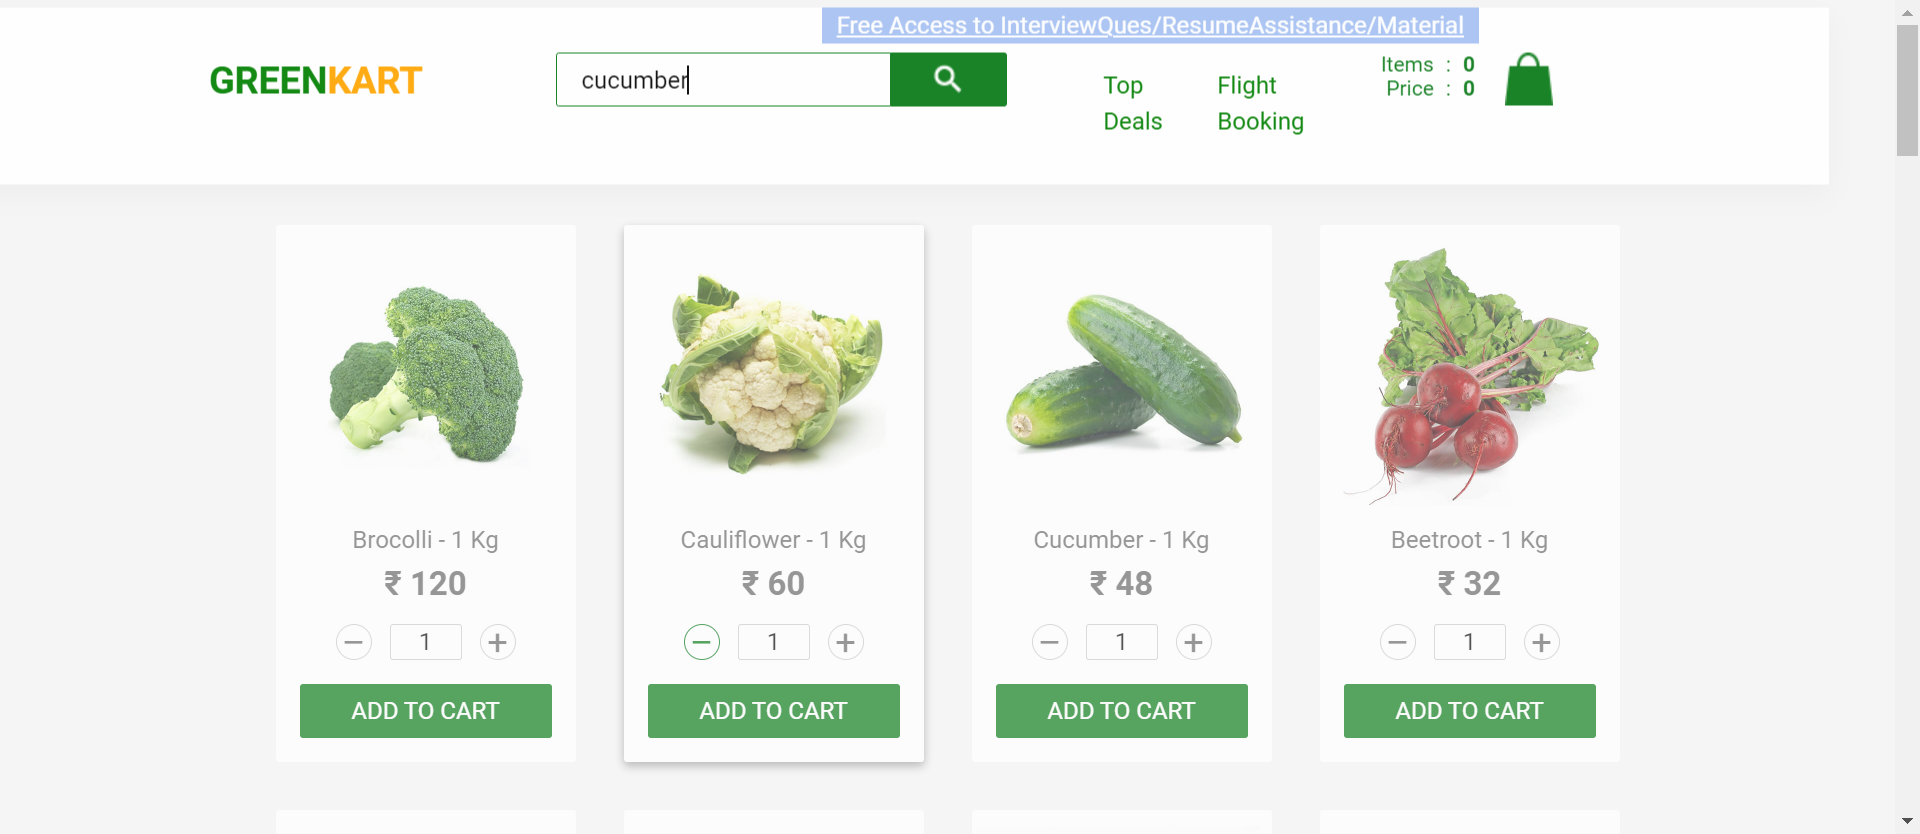 Free Access to InterviewQues/ResumeAssistance/Material
GREENKART
cucumber
Top Deals
Flight Booking
Items : 0
Price : 0
Brocolli - 1 Kg
₹ 120
– 1 +
ADD TO CART
Cauliflower - 1 Kg
₹ 60
– 1 +
ADD TO CART
Cucumber - 1 Kg
₹ 48
– 1 +
ADD TO CART
Beetroot - 1 Kg
₹ 32
– 1 +
ADD TO CART